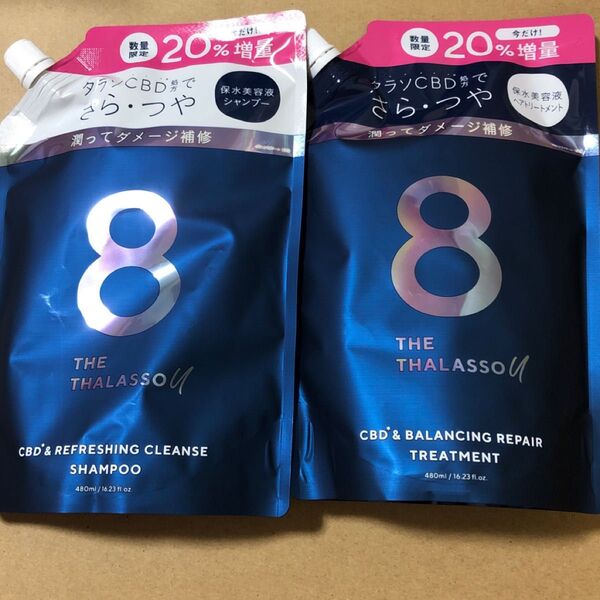 数量
限定
今だけ!
20%増量
タラソCBD*処方で
さら・つや
保水美容液
シャンプー
潤ってダメージ補修
8
THE
THALASSO U
CBD* & REFRESHING CLEANSE
SHAMPOO
480ml / 16.23 fl.oz.
数量
限定
今だけ!
20%増量
タラソCBD*処方で
さら・つや
保水美容液
ヘアトリートメント
潤ってダメージ補修
8
THE
THALASSO U
CBD* & BALANCING REPAIR
TREATMENT
480ml / 16.23 fl.oz.